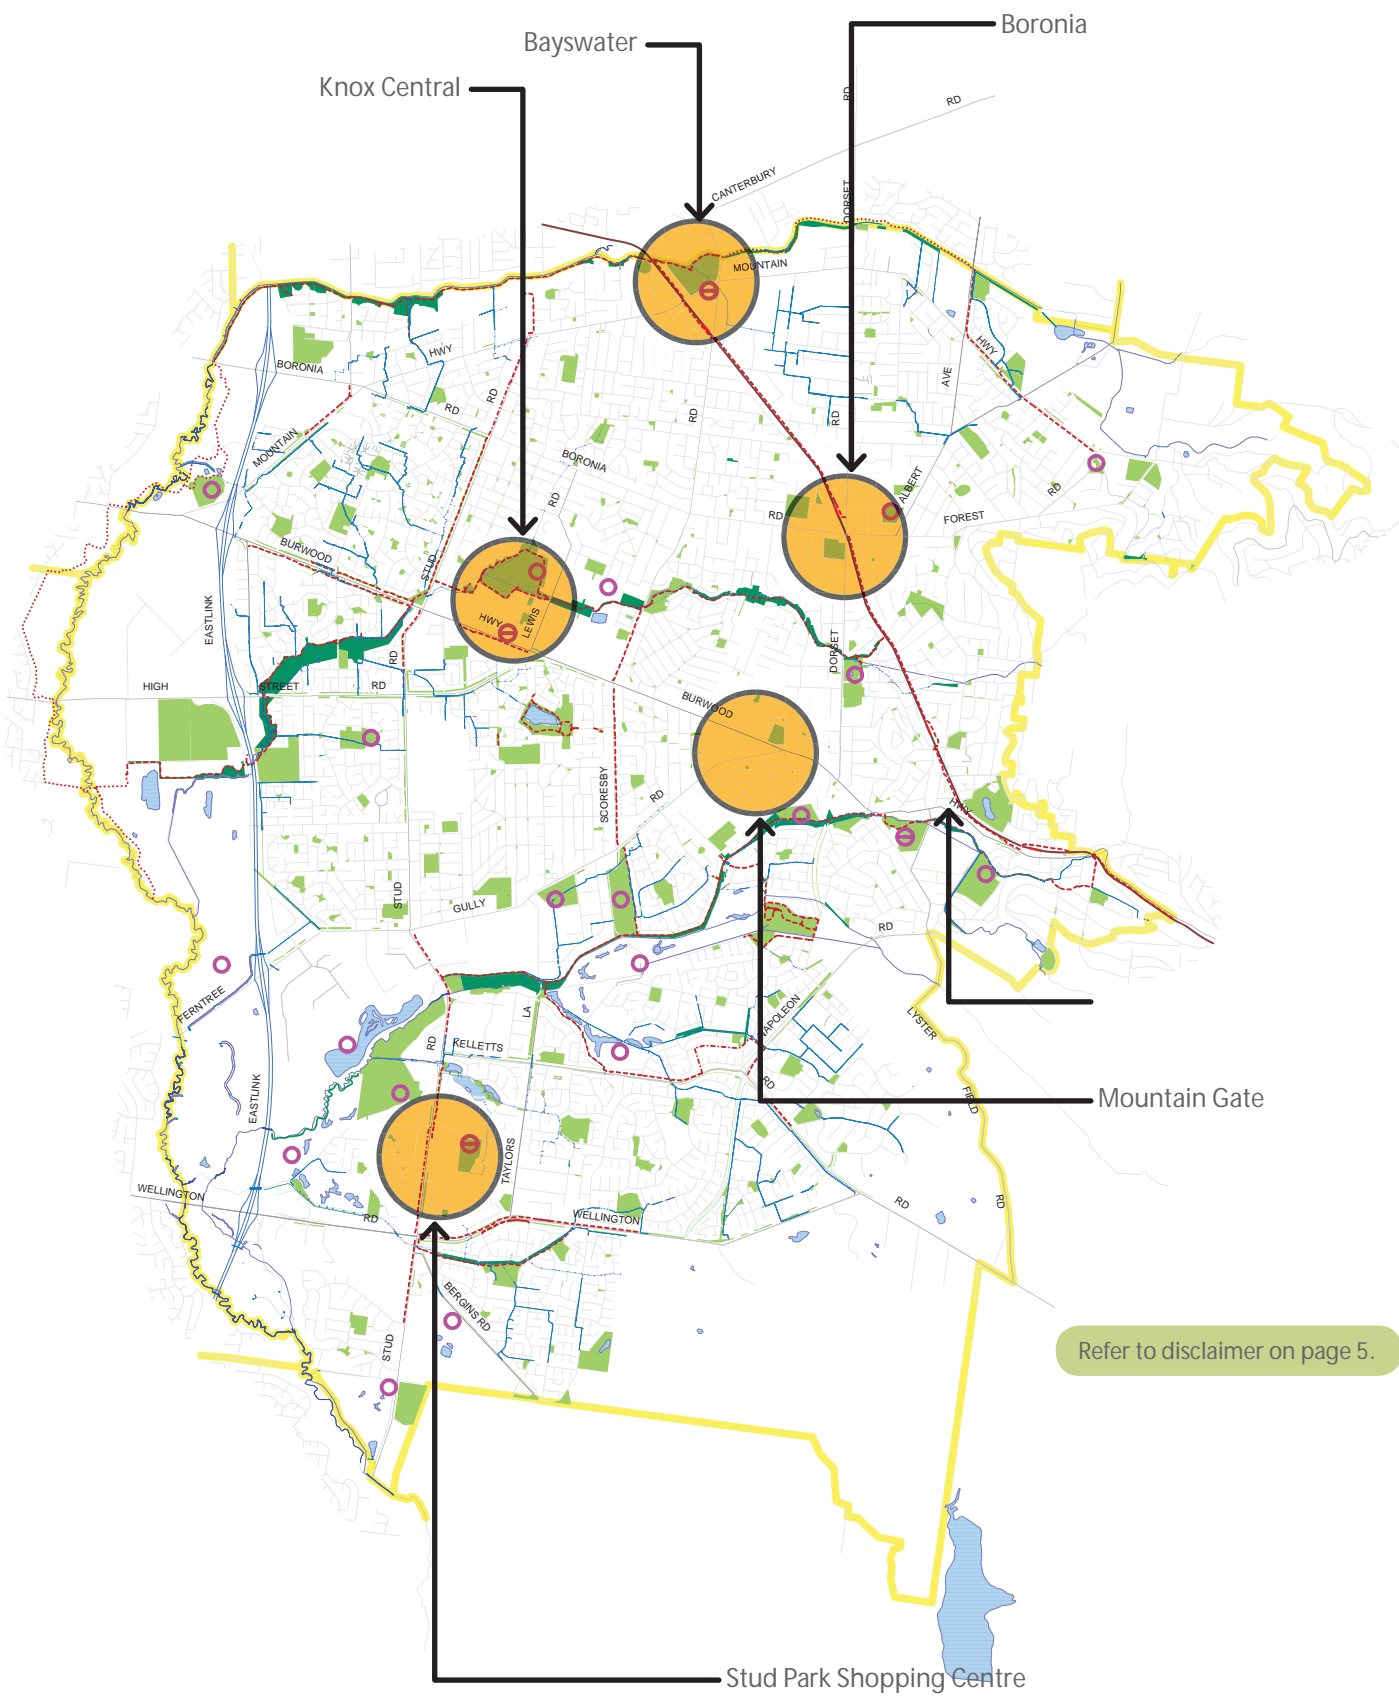 Boronia
Bayswater
Knox Central
RD
RD
CANTERBURY
DORSET
MOUNTAIN
HWY
BORONIA
HWY
AVE
RD
RD
RD
RD
MOUNTAIN
BORONIA
RD
ALBERT
RD
RD
FOREST
BURWOOD
STUD
EASTLINK
HWY
LEWIS
DORSET
RD
HIGH
STREET
RD
BURWOOD
SCORESBY
RD
HWY
STUD
GULLY
RD
FERNTREE
LA
NAPOLEON
LYSTER
RD
KELLETTS
RD
FIELD
EASTLINK
Mountain Gate
TAYLORS
WELLINGTON
RD
WELLINGTON
RD
RD
BERGINS RD
STUD
Refer to disclaimer on page 5.
Stud Park Shopping Centre